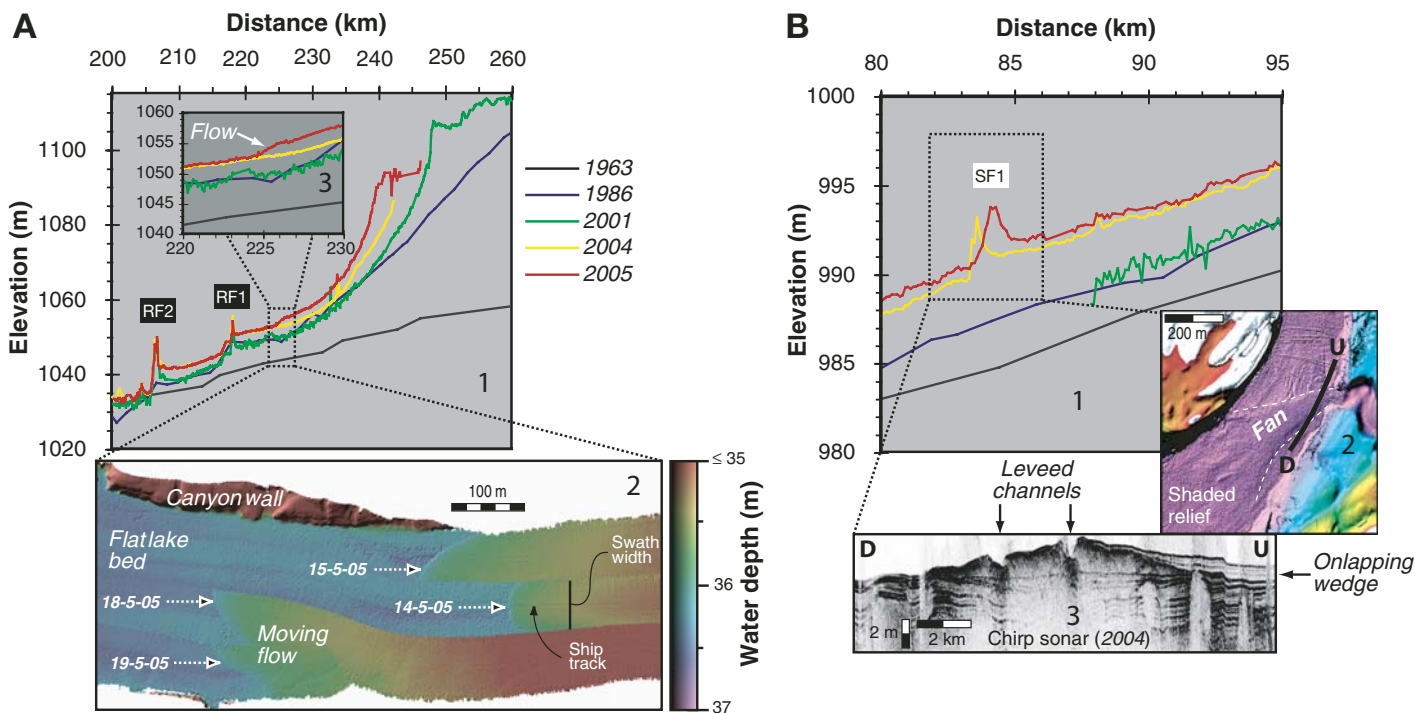 A
Distance (km)
200 210 220 230 240 250 260
Elevation (m)
1100
1080
1060
1040
1020
1060
1055
1050
1045
1040
220 225 230
Flow
3
RF2
RF1
1
1963
1986
2001
2004
2005
Canyon wall
100 m
2
Flat lake
bed
15-5-05
Swath
width
18-5-05
14-5-05
Moving
flow
Ship
track
19-5-05
≤ 35
36
37
Water depth (m)
B
Distance (km)
80 85 90 95
Elevation (m)
1000
995
990
985
980
SF1
1
200 m
U
Fan
D
2
Shaded
relief
Leveed
channels
D
U
Onlapping
wedge
2 m
2 km
3
Chirp sonar (2004)